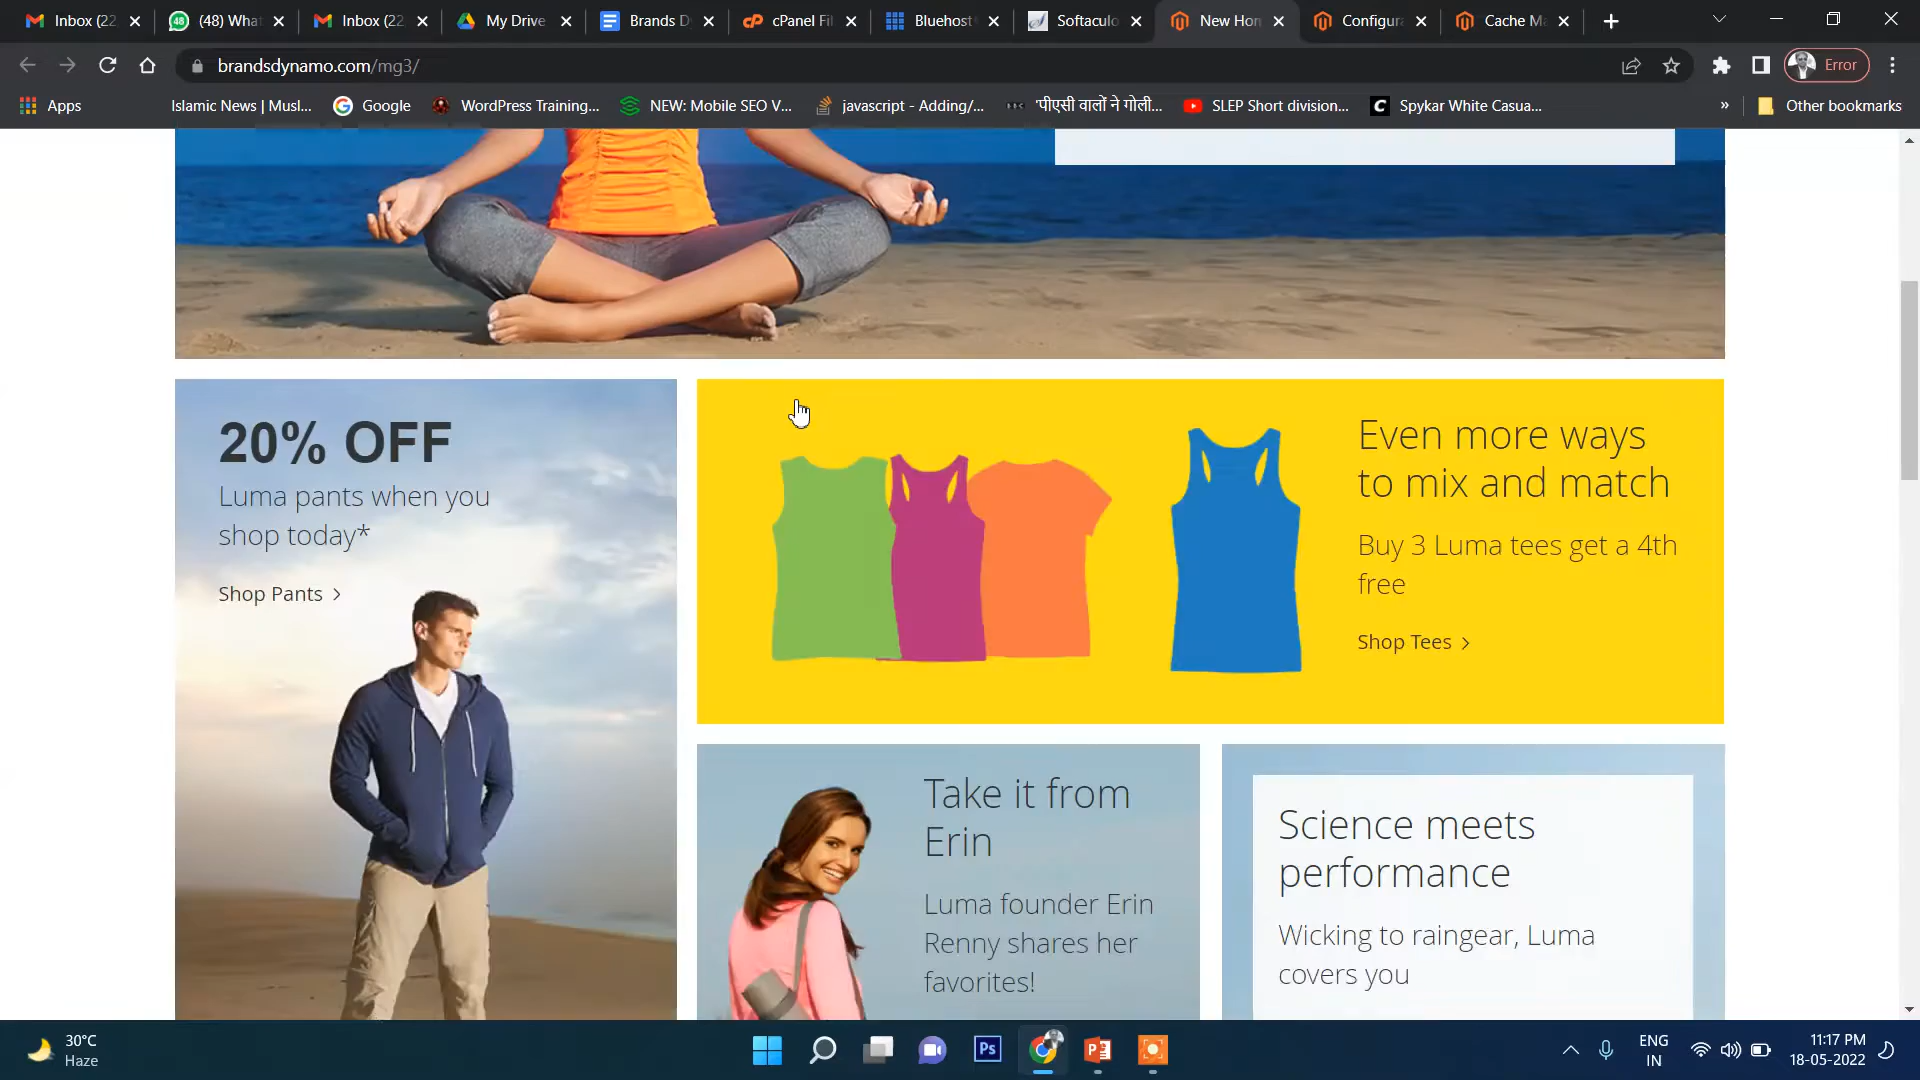 Inbox (22
(48) What
Inbox (22
My Drive
Brands D
cPanel Fil
Bluehost
Softaculo
New Hon
Configura
Cache Ma
brandsdynamo.com/mg3/
Error
Apps
Islamic News | Musl...
Google
WordPress Training...
NEW: Mobile SEO V...
javascript - Adding/...
'पीएसी वालों ने गोली...
SLEP Short division...
Spykar White Casua...
»
Other bookmarks
20% OFF
Luma pants when you
shop today*
Shop Pants >
Even more ways
to mix and match
Buy 3 Luma tees get a 4th
free
Shop Tees >
Take it from
Erin
Luma founder Erin
Renny shares her
favorites!
Science meets
performance
Wicking to raingear, Luma
covers you
30°C
Haze
Ps
ENG
IN
11:17 PM
18-05-2022